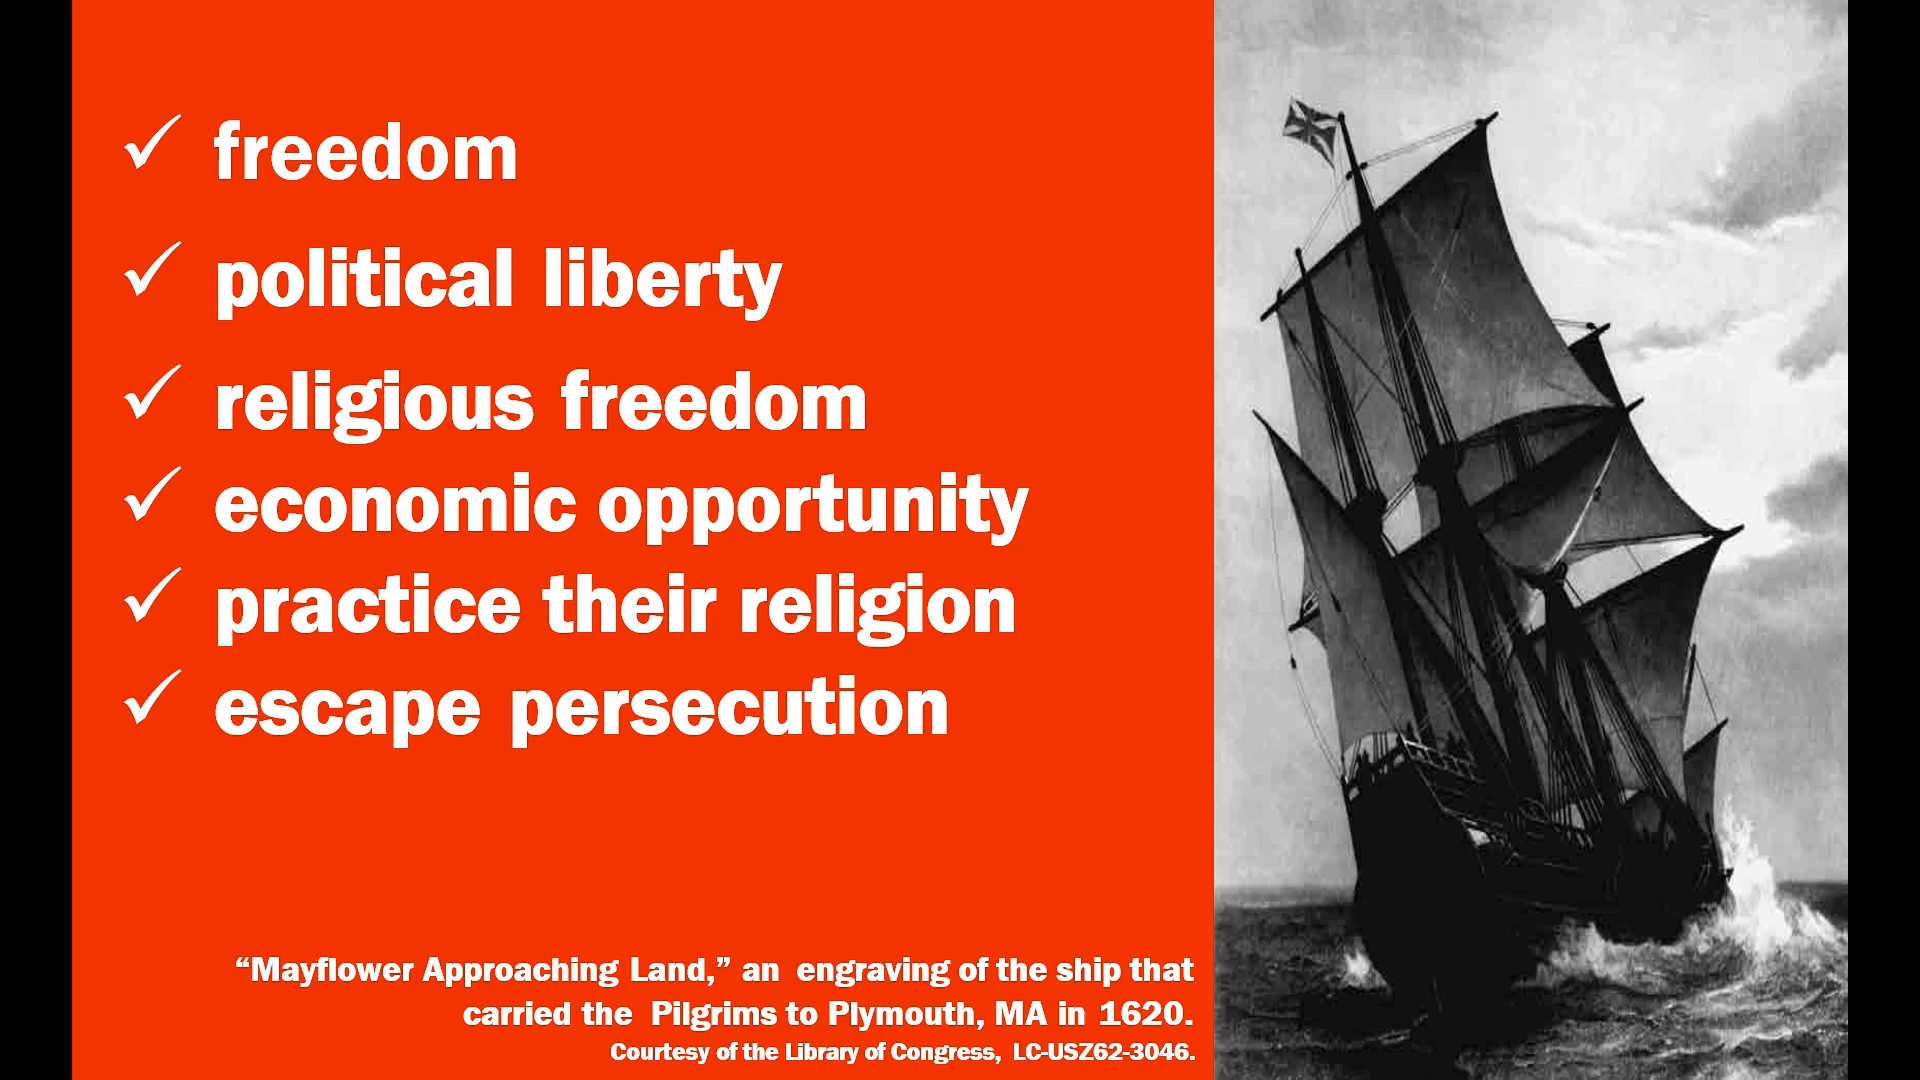 ✓ freedom
✓ political liberty
✓ religious freedom
✓ economic opportunity
✓ practice their religion
✓ escape persecution
“Mayflower Approaching Land,” an engraving of the ship that
carried the Pilgrims to Plymouth, MA in 1620.
Courtesy of the Library of Congress, LC-USZ62-3046.